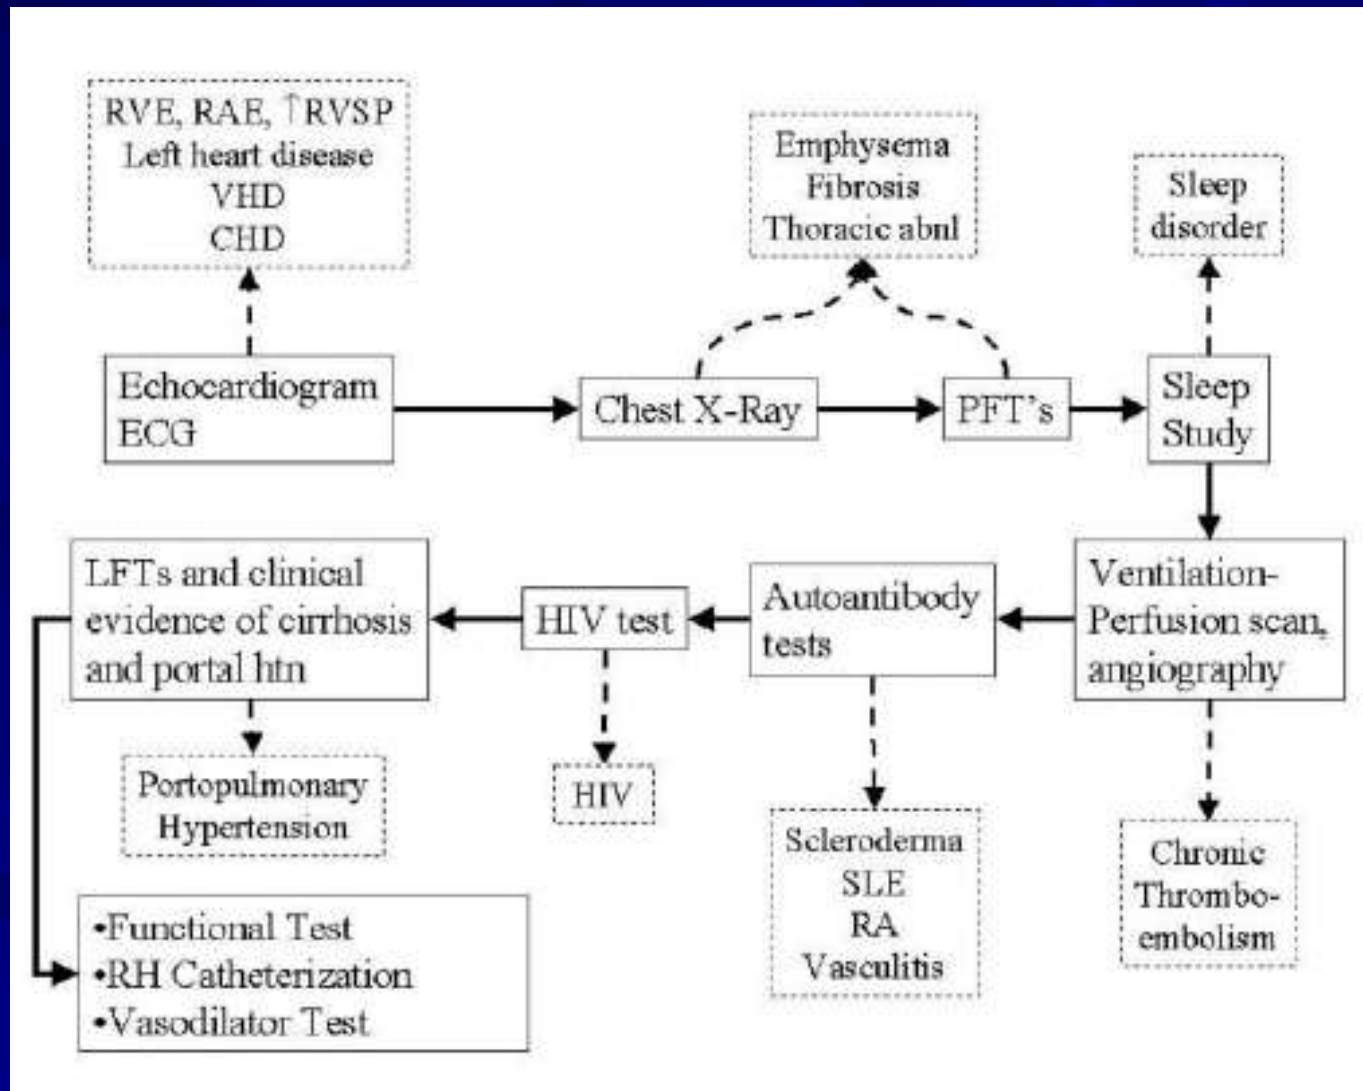 RVE, RAE, ↑RVSP
Left heart disease
VHD
CHD
Emphysema
Fibrosis
Thoracic abnl
Sleep
disorder
Echocardiogram
ECG
Chest X-Ray
PFT's
Sleep
Study
LFTs and clinical
evidence of cirrhosis
and portal htn
HIV test
Autoantibody
tests
Ventilation-
Perfusion scan,
angiography
Portopulmonary
Hypertension
HIV
Scleroderma
SLE
RA
Vasculitis
Chronic
Thrombo-
embolism
•Functional Test
•RH Catheterization
•Vasodilator Test